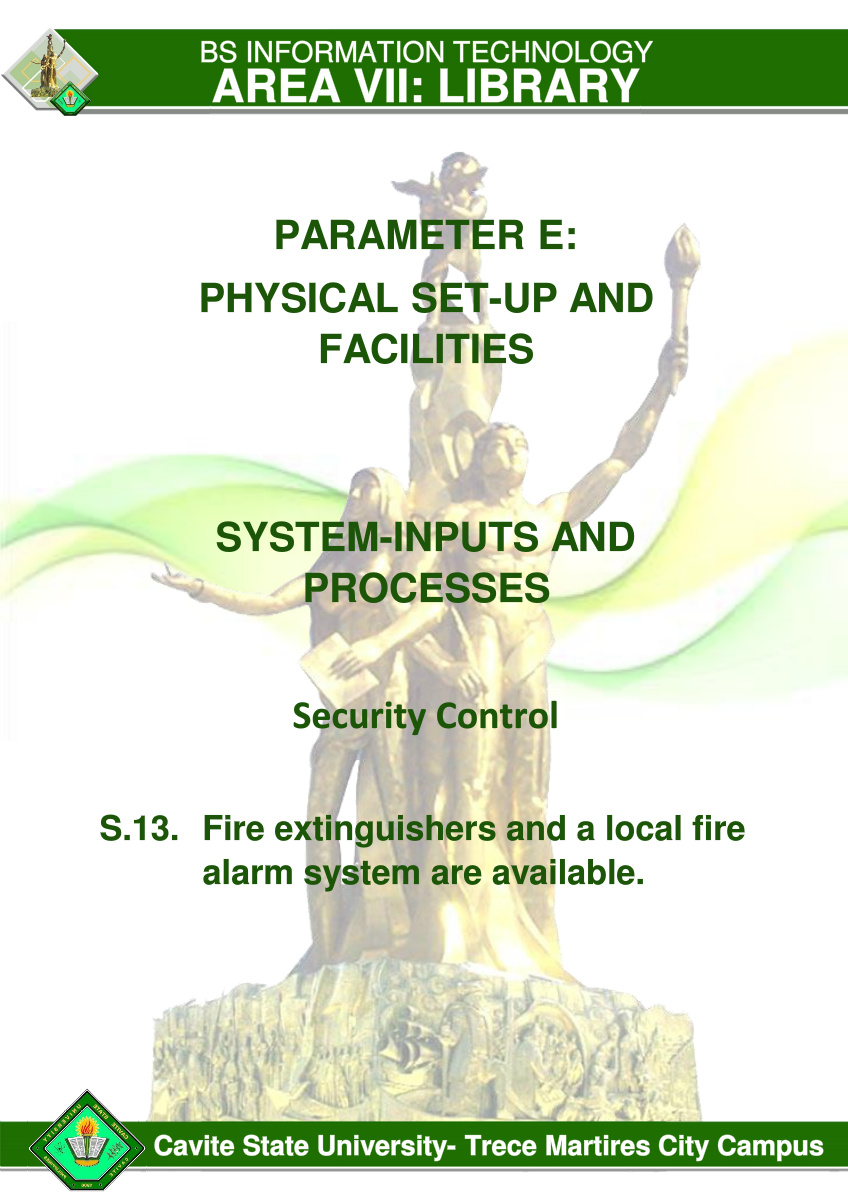 BS INFORMATION TECHNOLOGY
AREA VII: LIBRARY
PARAMETER E:
PHYSICAL SET-UP AND
FACILITIES
SYSTEM-INPUTS AND
PROCESSES
Security Control
S.13. Fire extinguishers and a local fire
alarm system are available.
Cavite State University- Trece Martires City Campus